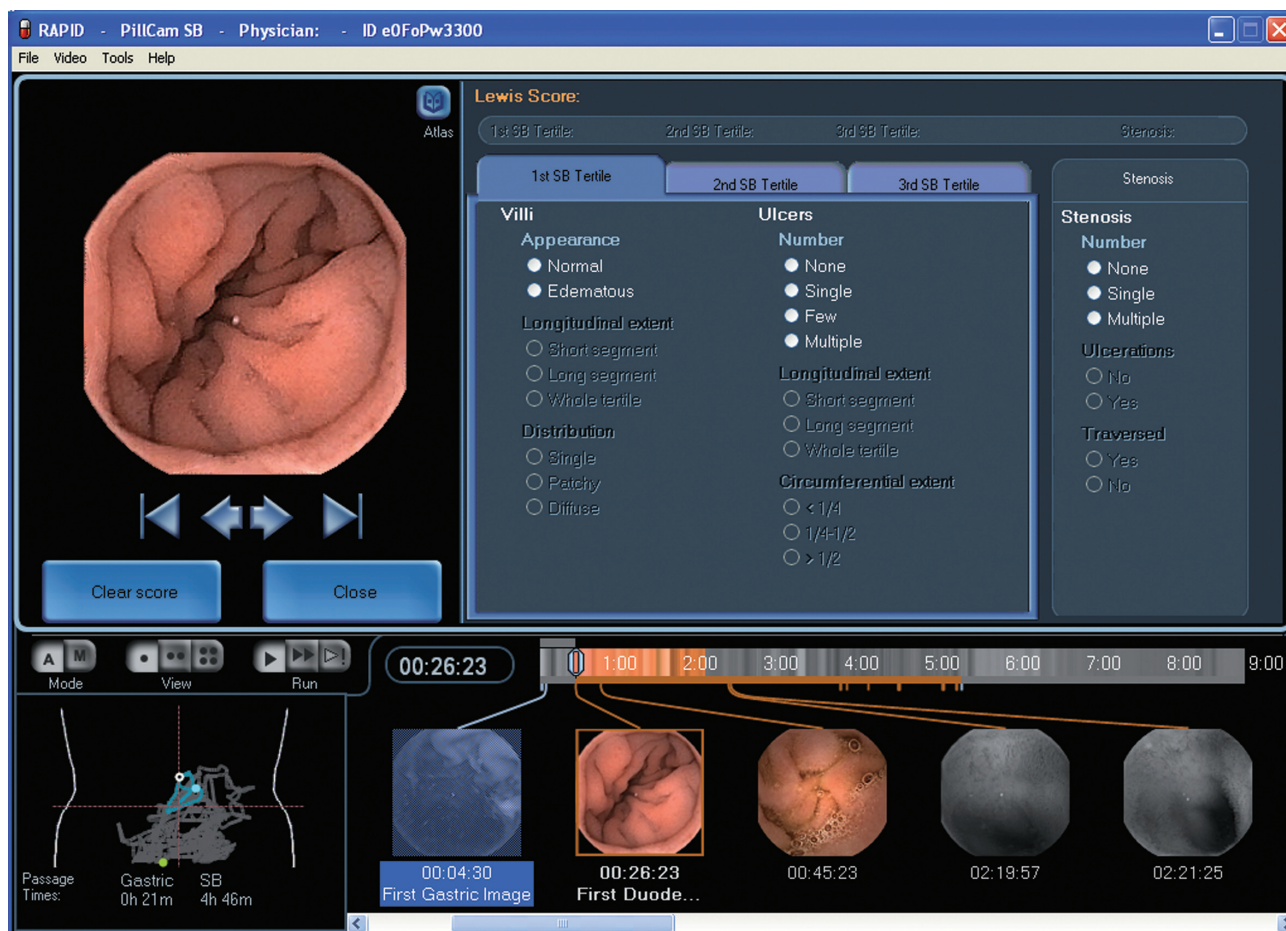 RAPID - PillCam SB - Physician: - ID eOFoPw3300
File Video Tools Help
Atlas
Lewis Score:
1st SB Tertile: 2nd SB Tertile: 3rd SB Tertile: Stenosis:
1st SB Tertile 2nd SB Tertile 3rd SB Tertile Stenosis
Villi
Appearance
Normal
Edematous
Longitudinal extent
Short segment
Long segment
Whole tertile
Distribution
Single
Patchy
Diffuse
Ulcers
Number
None
Single
Few
Multiple
Longitudinal extent
Short segment
Long segment
Whole tertile
Circumferential extent
< 1/4
1/4-1/2
> 1/2
Stenosis
Number
None
Single
Multiple
Ulcerations
No
Yes
Traversed
Yes
No
Clear score Close
A M
Mode View Run
00:26:23
1:00 2:00 3:00 4:00 5:00 6:00 7:00 8:00 9:00
Passage Gastric SB
Times: 0h 21m 4h 46m
00:04:30 00:26:23 00:45:23 02:19:57 02:21:25
First Gastric Image First Duode...